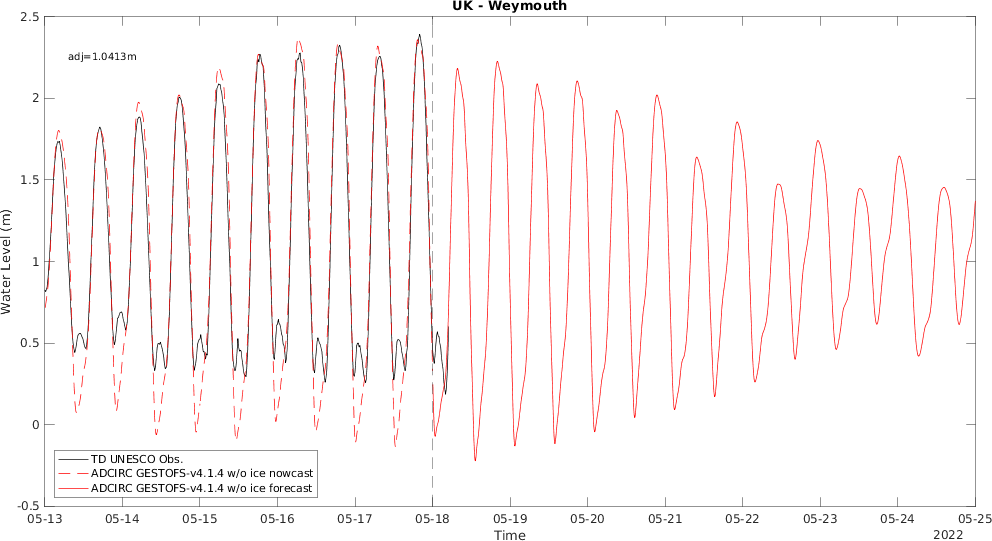 UK - Weymouth
adj=1.0413m
Water Level (m)
2.5
2
1.5
1
0.5
0
-0.5
TD UNESCO Obs.
ADCIRC GESTOFS-v4.1.4 w/o ice nowcast
ADCIRC GESTOFS-v4.1.4 w/o ice forecast
05-13 05-14 05-15 05-16 05-17 05-18 05-19 05-20 05-21 05-22 05-23 05-24 05-25
Time
2022